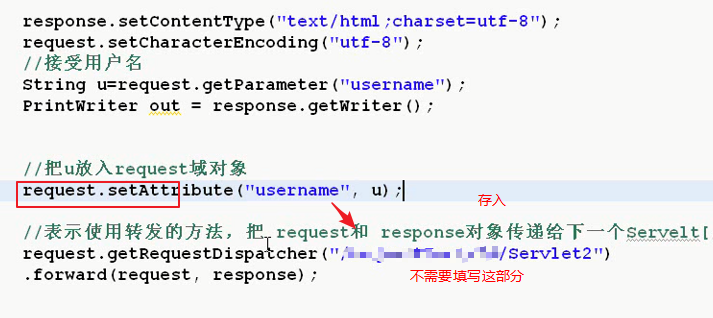 response.setContentType("text/html;charset=utf-8");
request.setCharacterEncoding("utf-8");
//接受用户名
String u=request.getParameter("username");
PrintWriter out = response.getWriter();
//把u放入request域对象
request.setAttribute("username", u);
存入
//表示使用转发的方法，把 request和 response对象传递给下一个Servelt[
request.getRequestDispatcher("/ /Servlet2")
.forward(request, response);
不需要填写这部分